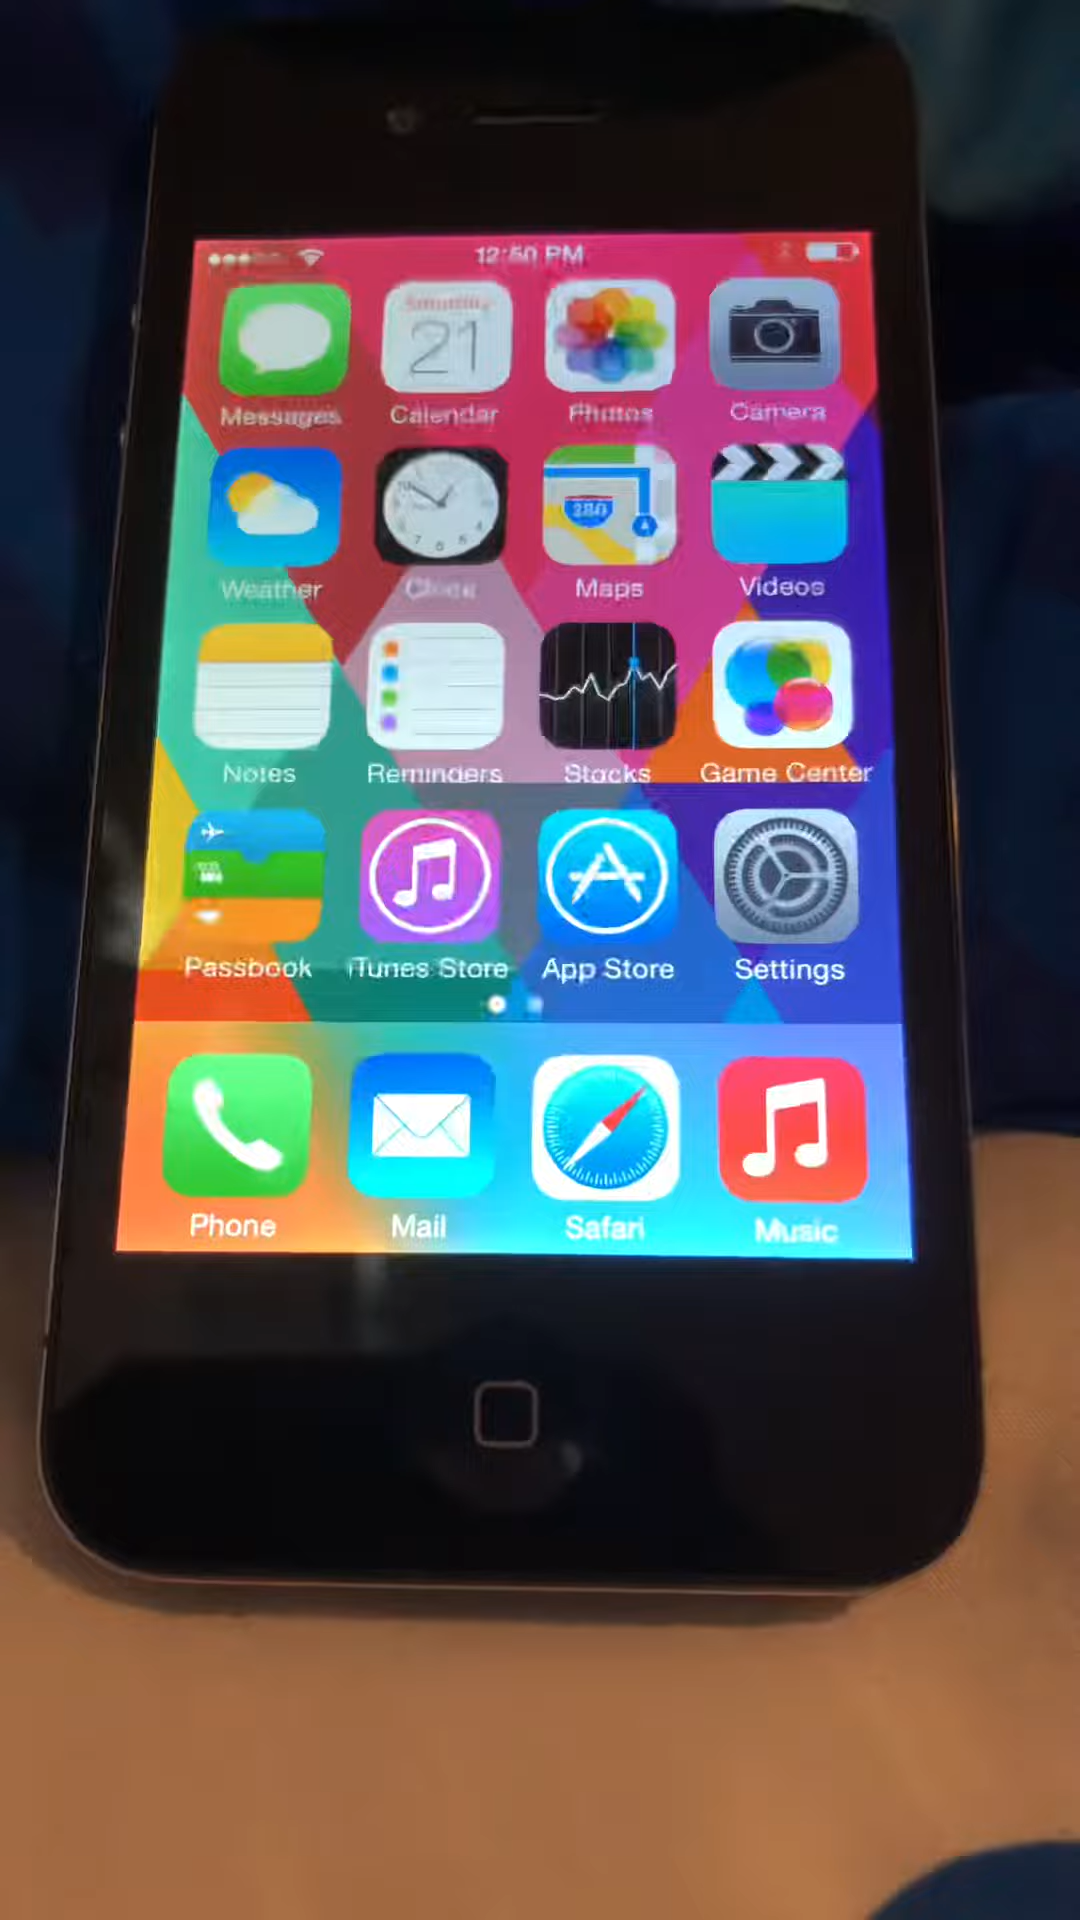 12:50 PM
21
Messages Calendar Photos Camera
280
Weather Clock Maps Videos
Notes Reminders Stocks Game Center
Passbook iTunes Store App Store Settings
Phone Mail Safari Music